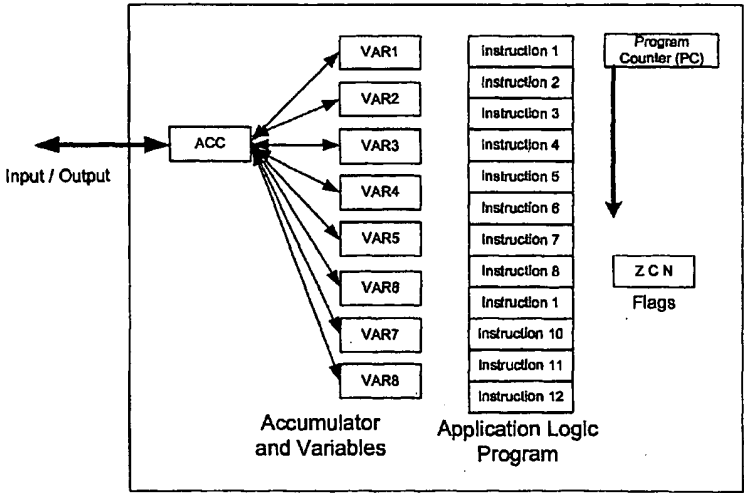 Input / Output
ACC
VAR1
VAR2
VAR3
VAR4
VAR5
VAR6
VAR7
VAR8
Accumulator
and Variables
Instruction 1
Instruction 2
Instruction 3
Instruction 4
Instruction 5
Instruction 6
Instruction 7
Instruction 8
Instruction 1
Instruction 10
Instruction 11
Instruction 12
Application Logic
Program
Program
Counter (PC)
Z C N
Flags